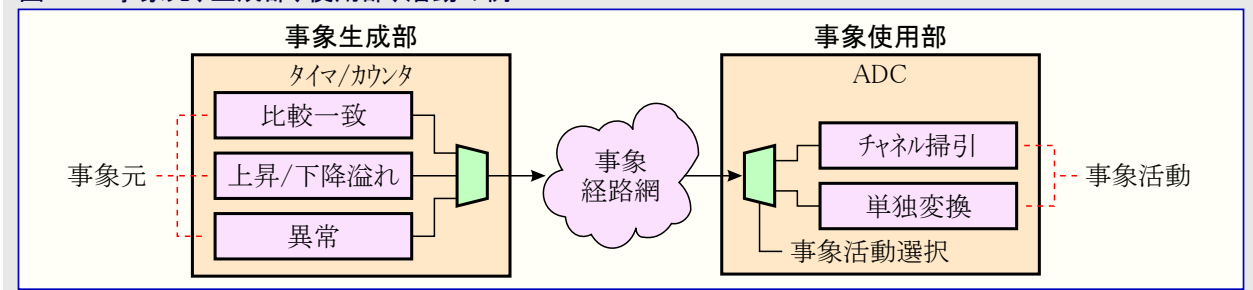 事象生成部
事象使用部
タイマ/カウンタ
ADC
比較一致
上昇/下降溢れ
異常
事象元
事象
経路網
チャネル掃引
単独変換
事象活動選択
事象活動